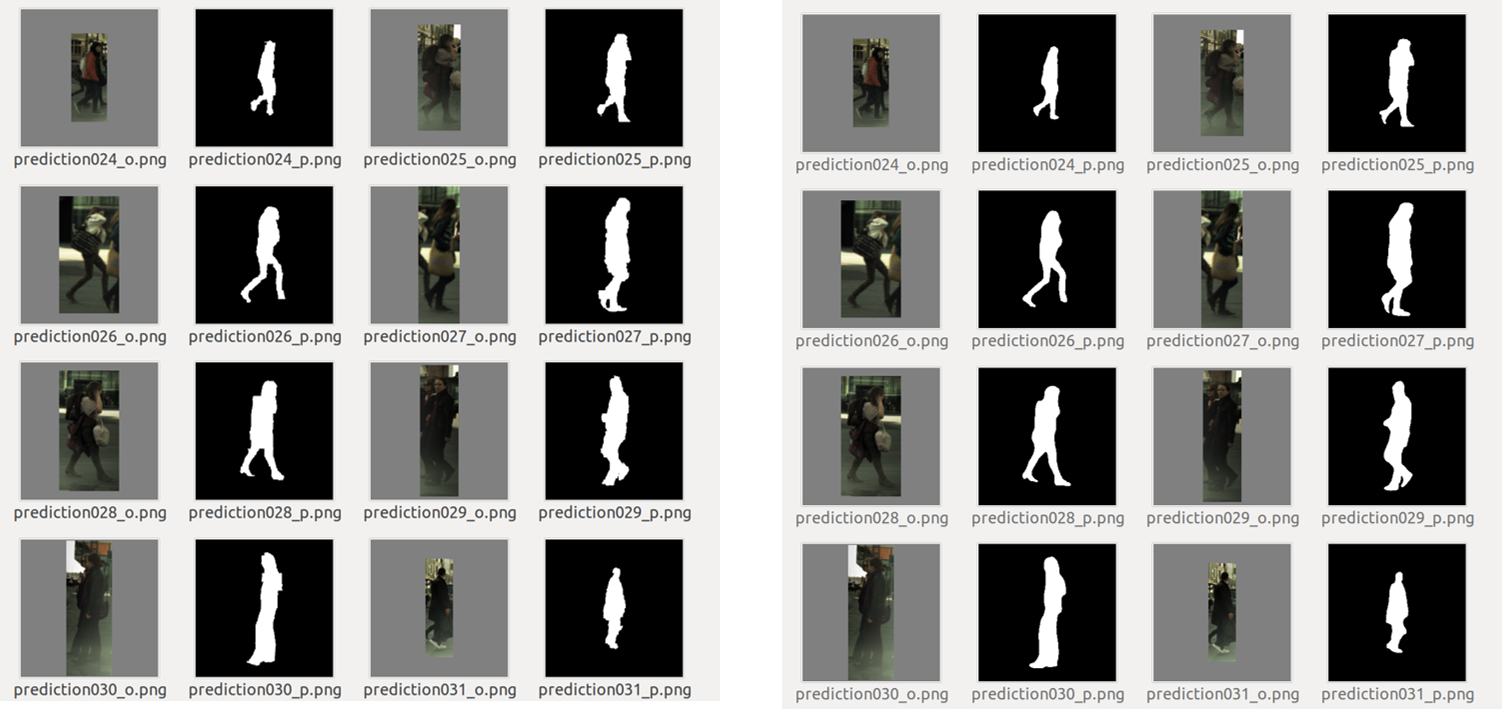 prediction024_o.png prediction024_p.png prediction025_o.png prediction025_p.png
prediction026_o.png prediction026_p.png prediction027_o.png prediction027_p.png
prediction028_o.png prediction028_p.png prediction029_o.png prediction029_p.png
prediction030_o.png prediction030_p.png prediction031_o.png prediction031_p.png
prediction024_o.png prediction024_p.png prediction025_o.png prediction025_p.png
prediction026_o.png prediction026_p.png prediction027_o.png prediction027_p.png
prediction028_o.png prediction028_p.png prediction029_o.png prediction029_p.png
prediction030_o.png prediction030_p.png prediction031_o.png prediction031_p.png